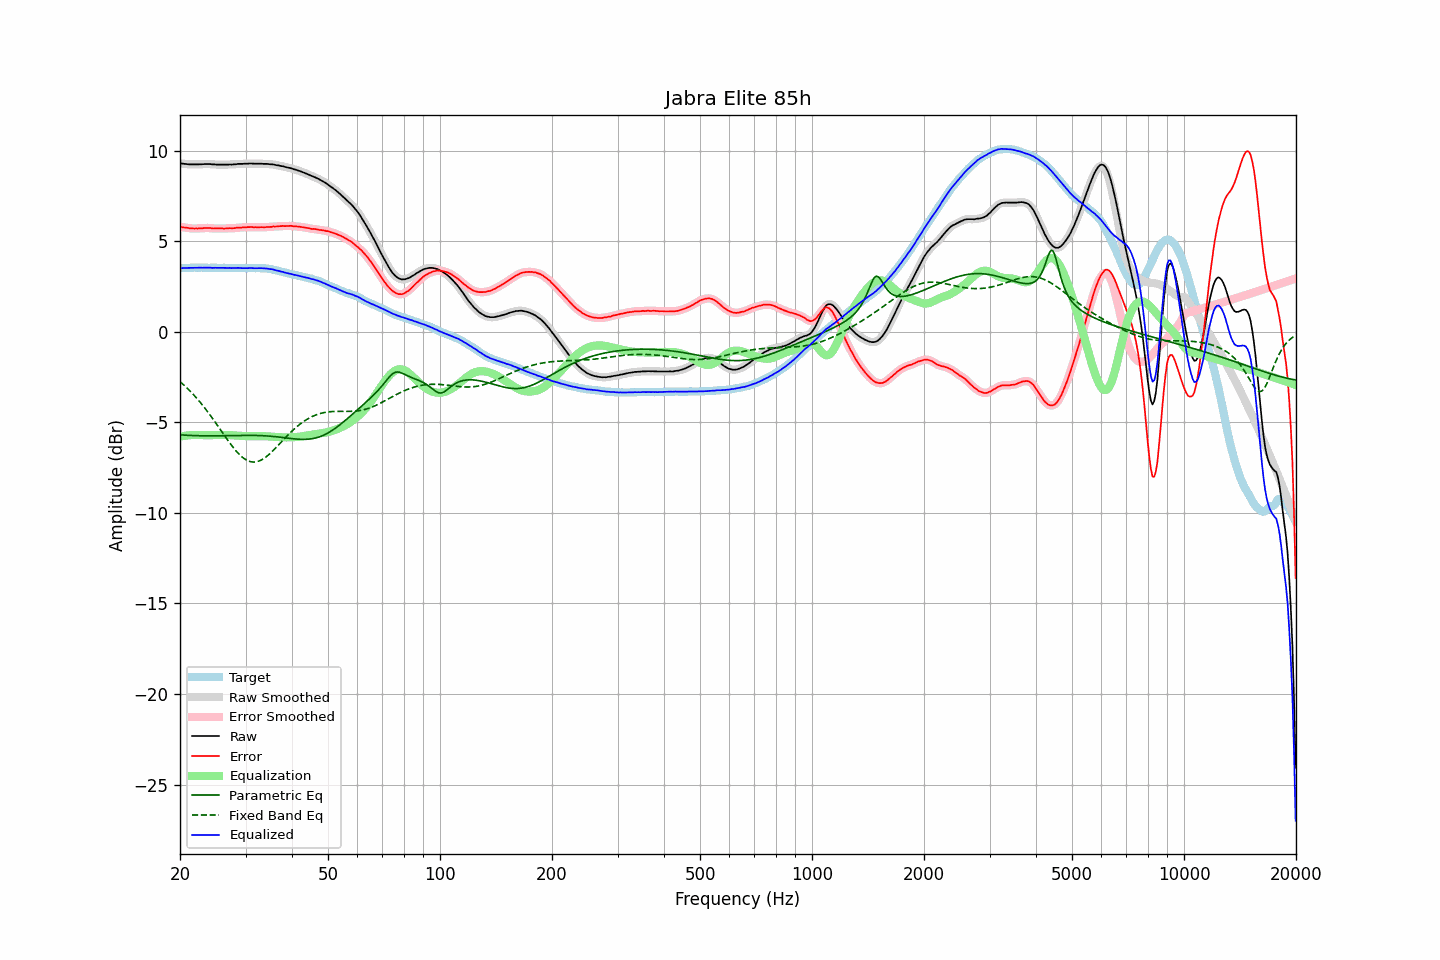 Jabra Elite 85h
Amplitude (dBr)
10
5
0
−5
−10
−15
−20
−25
Target
Raw Smoothed
Error Smoothed
Raw
Error
Equalization
Parametric Eq
Fixed Band Eq
Equalized
20 50 100 200 500 1000 2000 5000 10000 20000
Frequency (Hz)